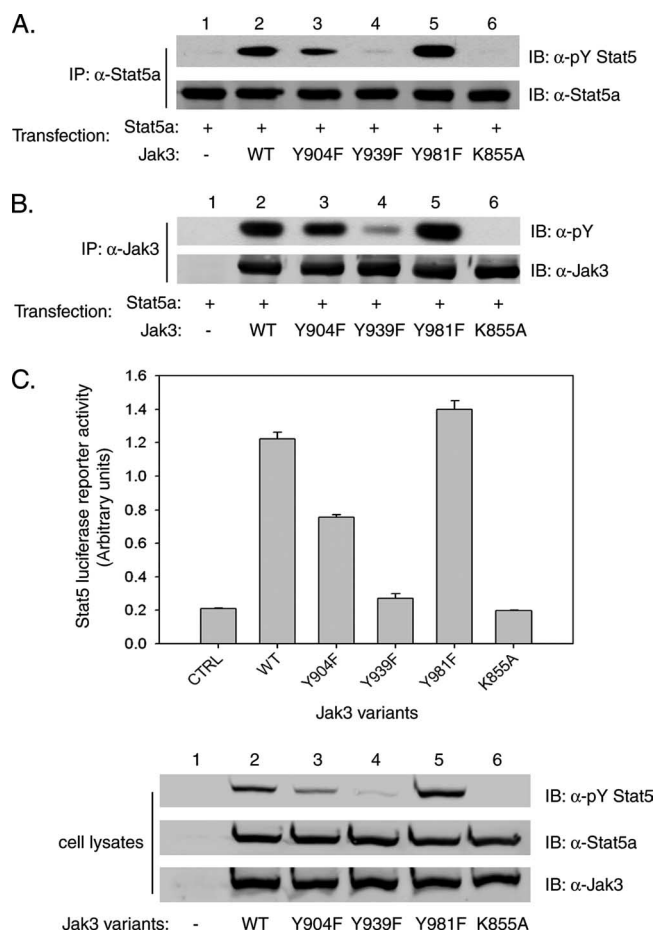 A.
1 2 3 4 5 6
IP: α-Stat5a
IB: α-pY Stat5
IB: α-Stat5a
Transfection:
Stat5a: + + + + + +
Jak3: - WT Y904F Y939F Y981F K855A
B.
1 2 3 4 5 6
IP: α-Jak3
IB: α-pY
IB: α-Jak3
Transfection:
Stat5a: + + + + + +
Jak3: - WT Y904F Y939F Y981F K855A
C.
Stat5 luciferase reporter activity
(Arbitrary units)
1.6
1.4
1.2
1.0
0.8
0.6
0.4
0.2
0.0
CTRL WT Y904F Y939F Y981F K855A
Jak3 variants
1 2 3 4 5 6
cell lysates
IB: α-pY Stat5
IB: α-Stat5a
IB: α-Jak3
Jak3 variants: - WT Y904F Y939F Y981F K855A